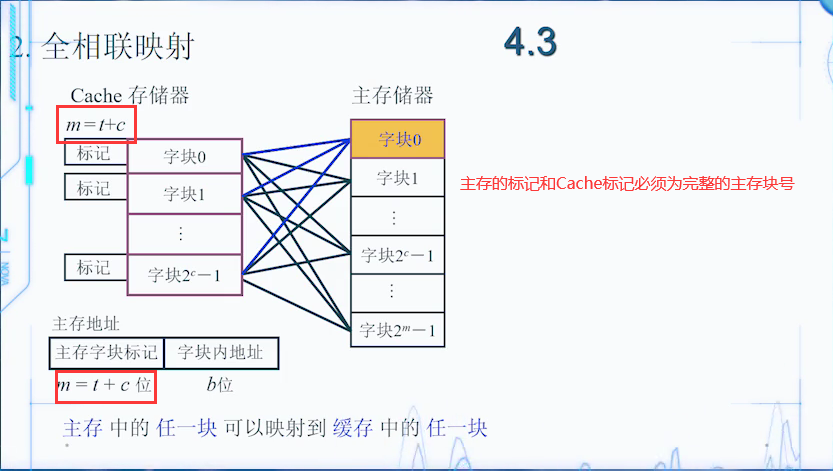 2. 全相联映射
4.3
Cache 存储器
主存储器
m = t+c
标记
字块0
标记
字块1
⋮
标记
字块2ᶜ－1
字块0
字块1
⋮
字块2ᶜ－1
⋮
字块2ᵐ－1
主存的标记和Cache标记必须为完整的主存块号
主存地址
主存字块标记
字块内地址
m = t + c 位
b位
主存 中的 任一块 可以映射到 缓存 中的 任一块